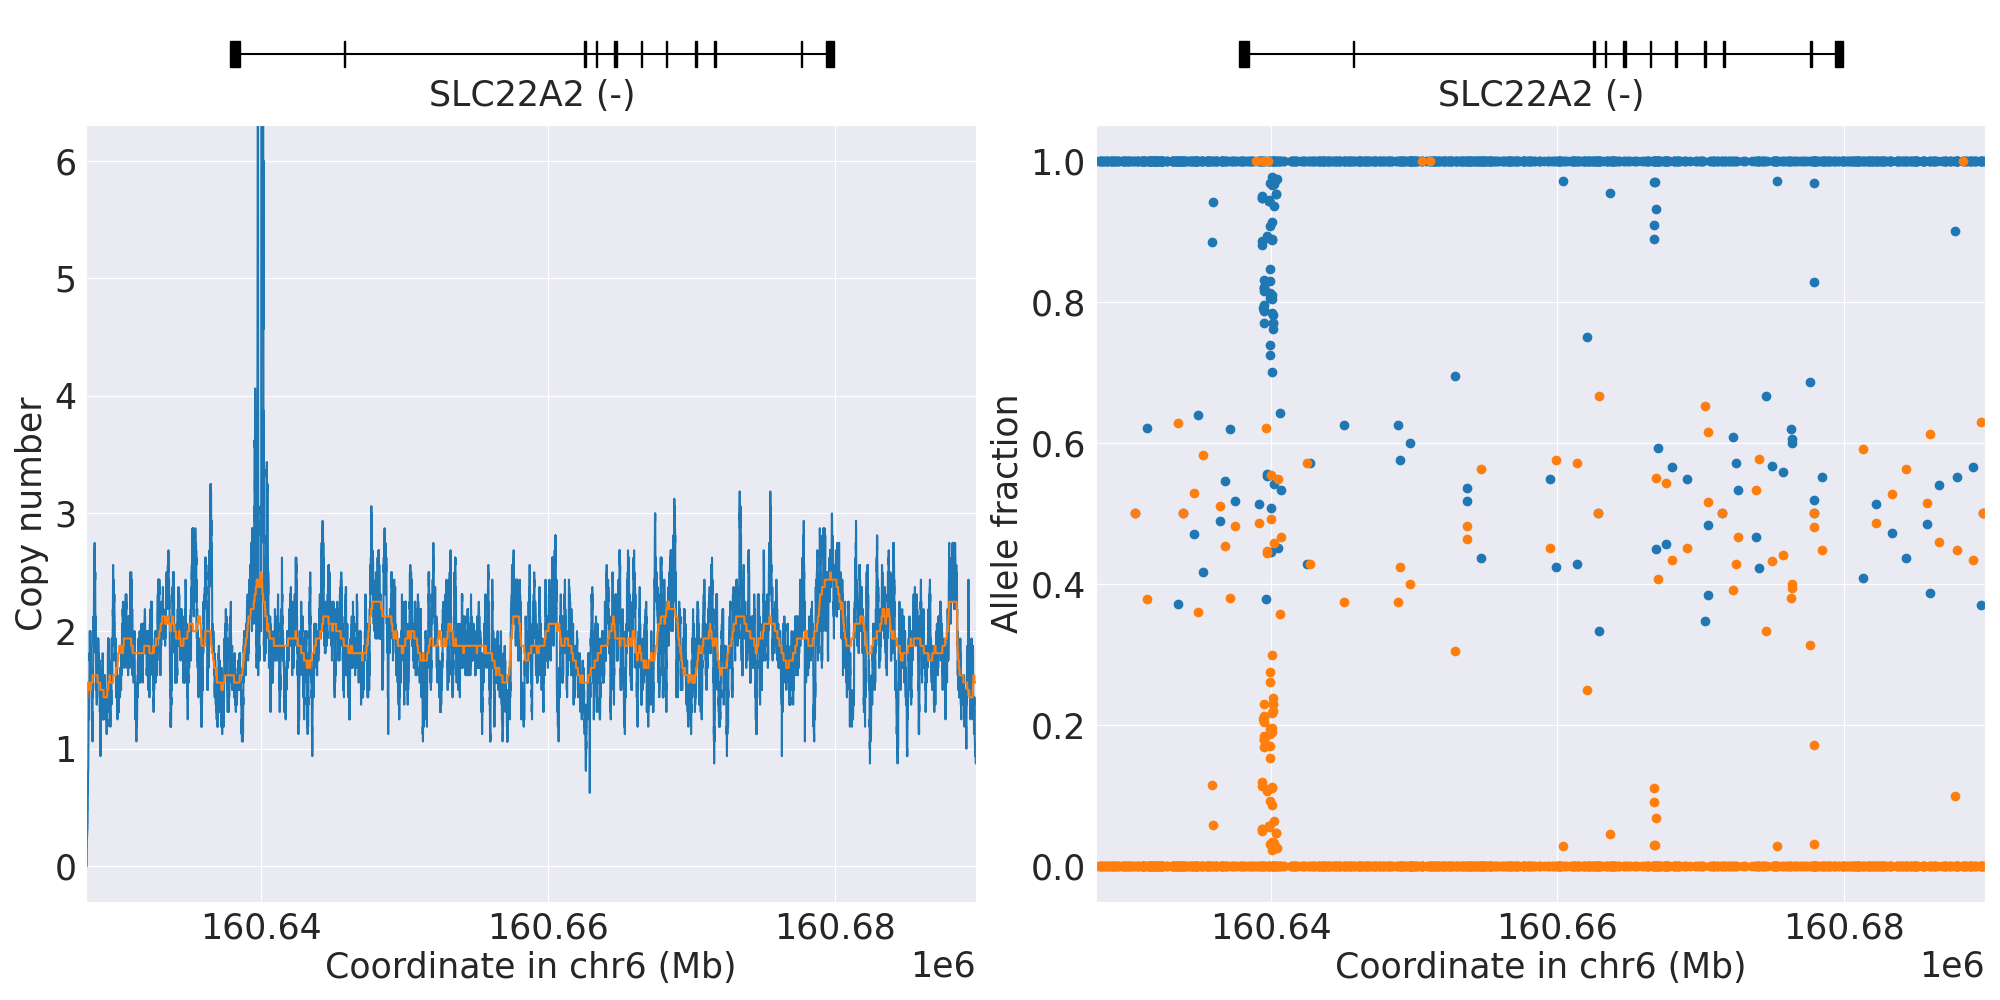 SLC22A2 (-)
Copy number
6
5
4
3
2
1
0
160.64
160.66
160.68
Coordinate in chr6 (Mb)
1e6
SLC22A2 (-)
Allele fraction
1.0
0.8
0.6
0.4
0.2
0.0
160.64
160.66
160.68
Coordinate in chr6 (Mb)
1e6